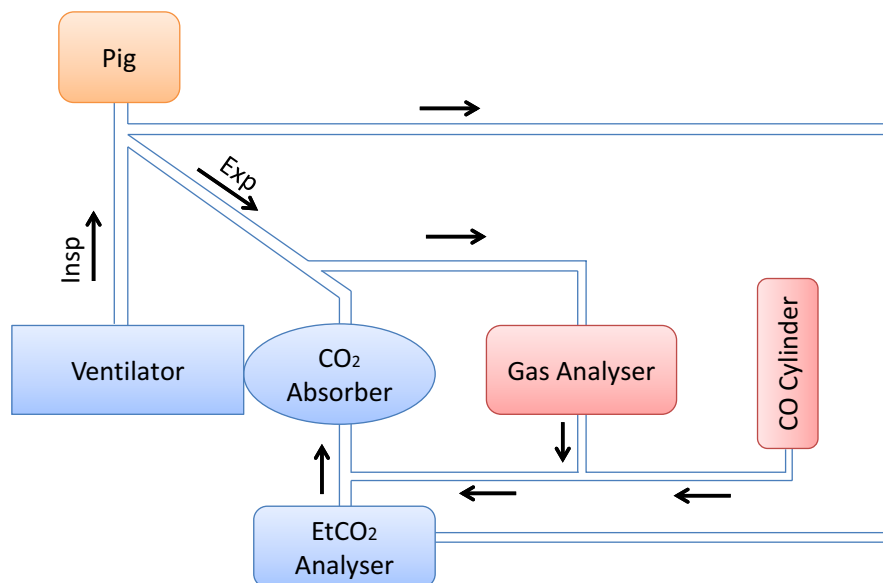 Pig
Exp
Insp
Ventilator
CO₂
Absorber
Gas Analyser
CO Cylinder
EtCO₂
Analyser